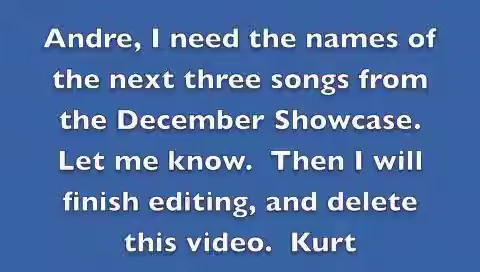 Andre, I need the names of
the next three songs from
the December Showcase.
Let me know.  Then I will
finish editing, and delete
this video.  Kurt